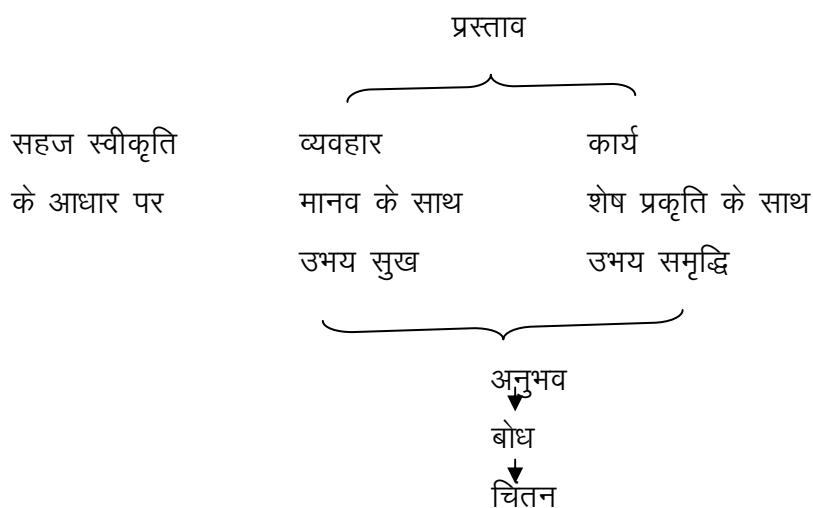 प्रस्ताव
सहज स्वीकृति व्यवहार कार्य
के आधार पर मानव के साथ शेष प्रकृति के साथ
उभय सुख उभय समृद्धि
अनुभव
बोध
चिंतन